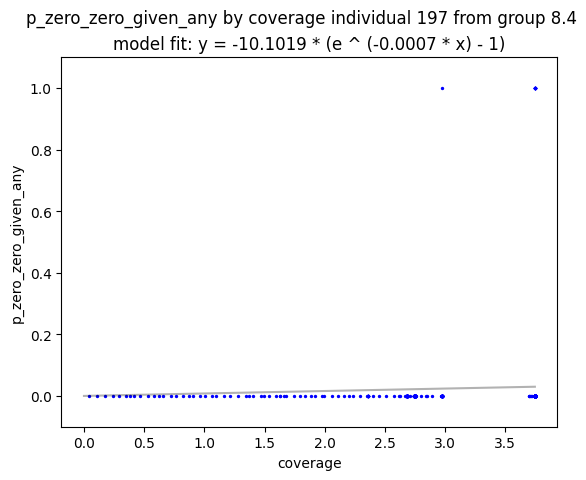 p_zero_zero_given_any by coverage individual 197 from group 8.4
model fit: y = -10.1019 * (e ^ (-0.0007 * x) - 1)
p_zero_zero_given_any
1.0
0.8
0.6
0.4
0.2
0.0
0.0 0.5 1.0 1.5 2.0 2.5 3.0 3.5
coverage